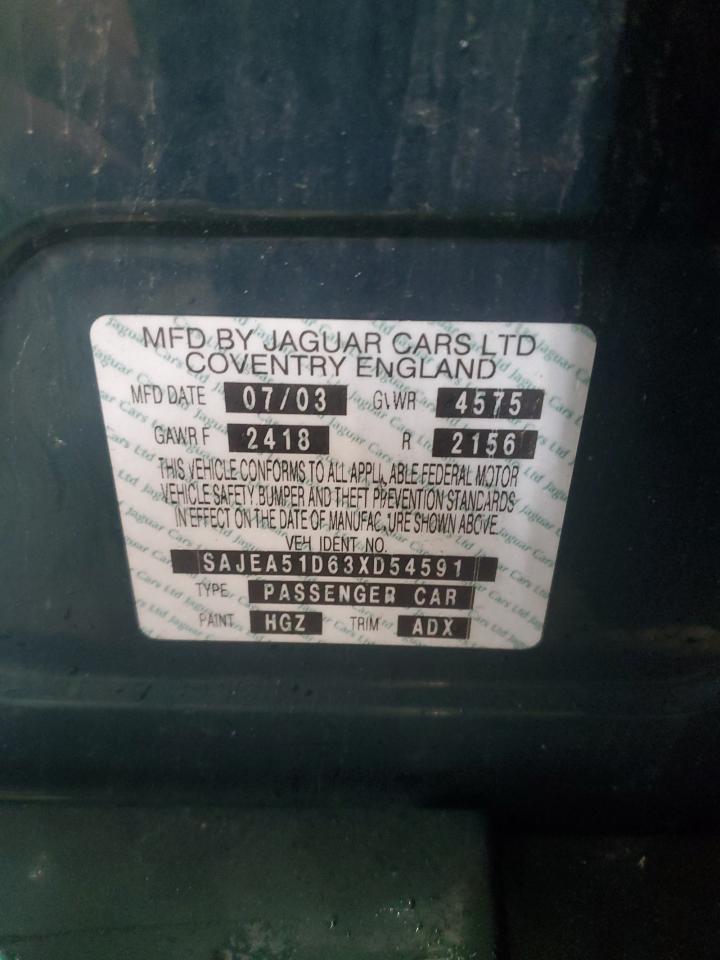 MFD BY JAGUAR CARS LTD
COVENTRY ENGLAND
MFD DATE 07/03 GVWR 4575
GAWR F 2418 R 2156
THIS VEHICLE CONFORMS TO ALL APPLICABLE FEDERAL MOTOR
VEHICLE SAFETY, BUMPER AND THEFT PREVENTION STANDARDS
IN EFFECT ON THE DATE OF MANUFACTURE SHOWN ABOVE.
VEH IDENT NO.
SAJEA51D63XD54591
TYPE PASSENGER CAR
PAINT HGZ TRIM ADX